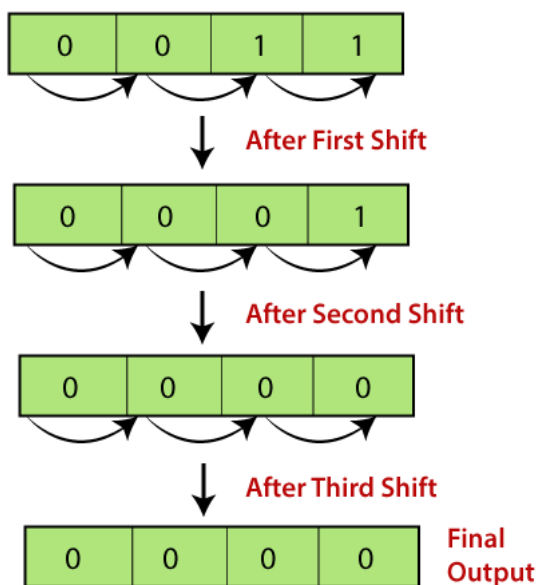 0 0 1 1
After First Shift
0 0 0 1
After Second Shift
0 0 0 0
After Third Shift
0 0 0 0
Final
Output